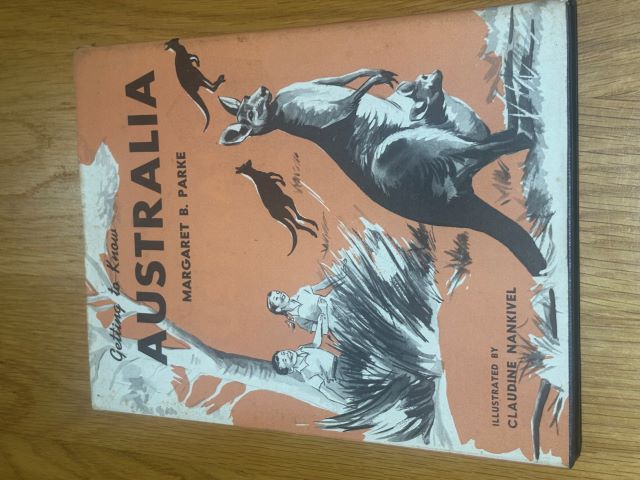 Getting to Know
AUSTRALIA
MARGARET B. PARKE
ILLUSTRATED BY
CLAUDINE NANKIVEL